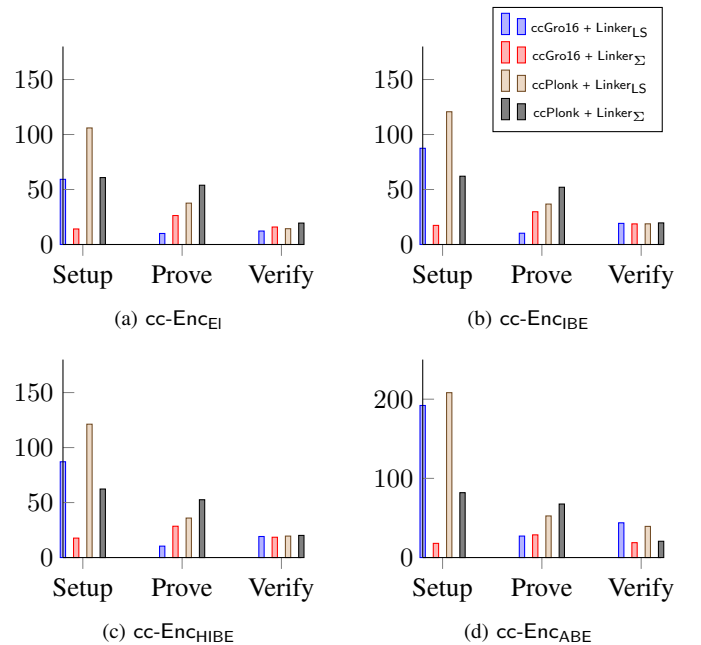 ccGro16 + Linker_LS
ccGro16 + Linker_Σ
ccPlonk + Linker_LS
ccPlonk + Linker_Σ
150
100
50
0
Setup Prove Verify
(a) cc-Enc_El
150
100
50
0
Setup Prove Verify
(b) cc-Enc_IBE
150
100
50
0
Setup Prove Verify
(c) cc-Enc_HIBE
200
100
0
Setup Prove Verify
(d) cc-Enc_ABE